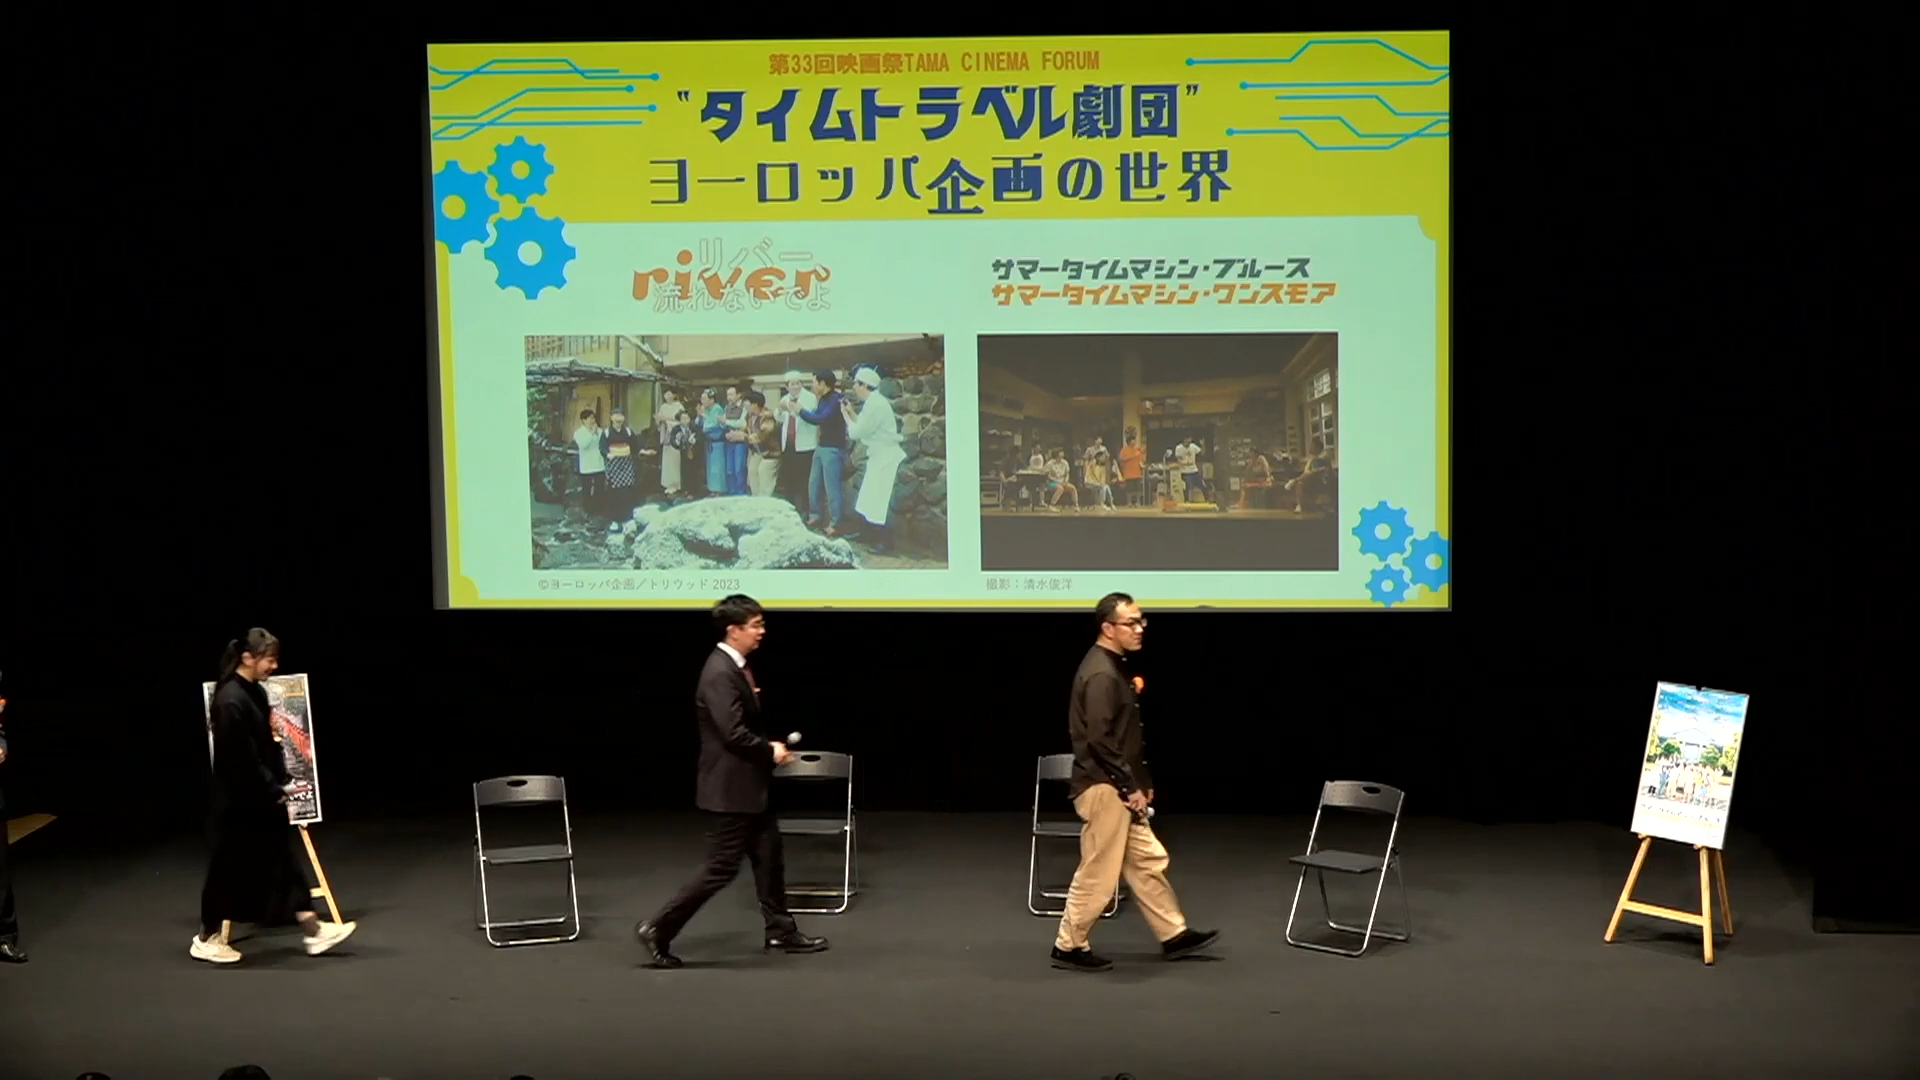 第33回映画祭TAMA CINEMA FORUM
“タイムトラベル劇団”
ヨーロッパ企画の世界
リバー、
river
流れないでよ
サマータイムマシン・ブルース
サマータイムマシン・ワンスモア
©ヨーロッパ企画／トリウッド 2023
撮影：清水俊洋